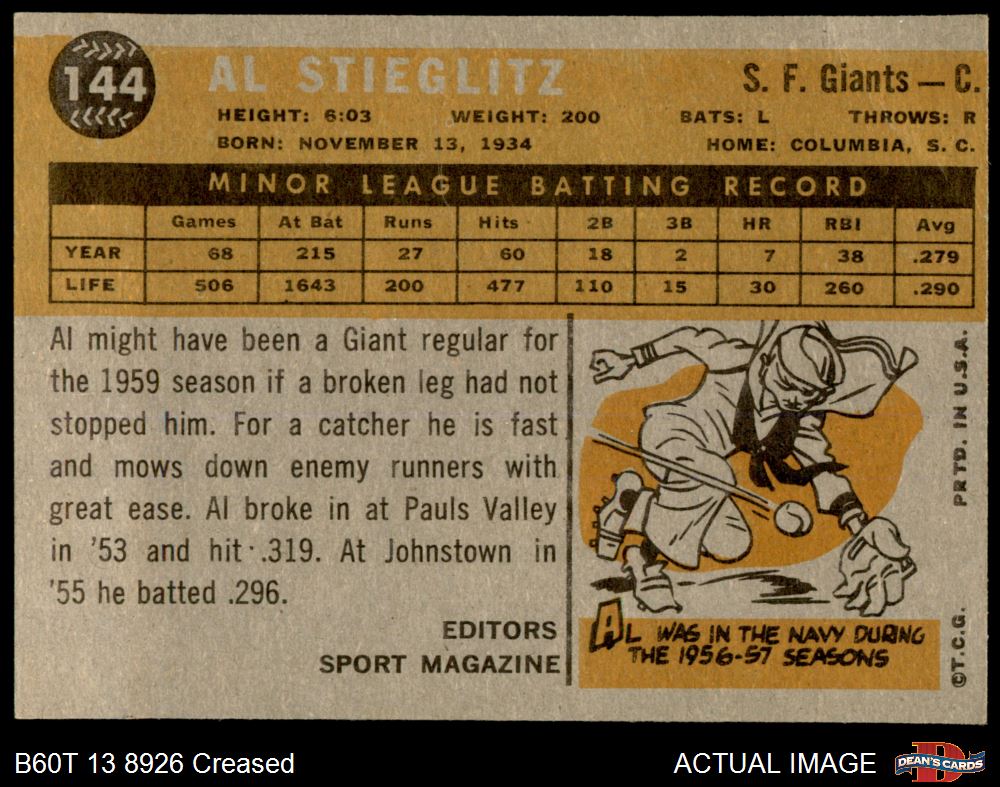 144
AL STIEGLITZ
S. F. Giants — C.
HEIGHT: 6:03 WEIGHT: 200 BATS: L THROWS: R
BORN: NOVEMBER 13, 1934 HOME: COLUMBIA, S. C.
MINOR LEAGUE BATTING RECORD
Games At Bat Runs Hits 2B 3B HR RBI Avg
YEAR 68 215 27 60 18 2 7 38 .279
LIFE 506 1643 200 477 110 15 30 260 .290
Al might have been a Giant regular for
the 1959 season if a broken leg had not
stopped him. For a catcher he is fast
and mows down enemy runners with
great ease. Al broke in at Pauls Valley
in '53 and hit .319. At Johnstown in
'55 he batted .296.
EDITORS
SPORT MAGAZINE
AL WAS IN THE NAVY DURING
THE 1956-57 SEASONS
©T.C.G. PRTD. IN U.S.A.
B60T 13 8926 Creased
ACTUAL IMAGE
D
DEAN'S CARDS